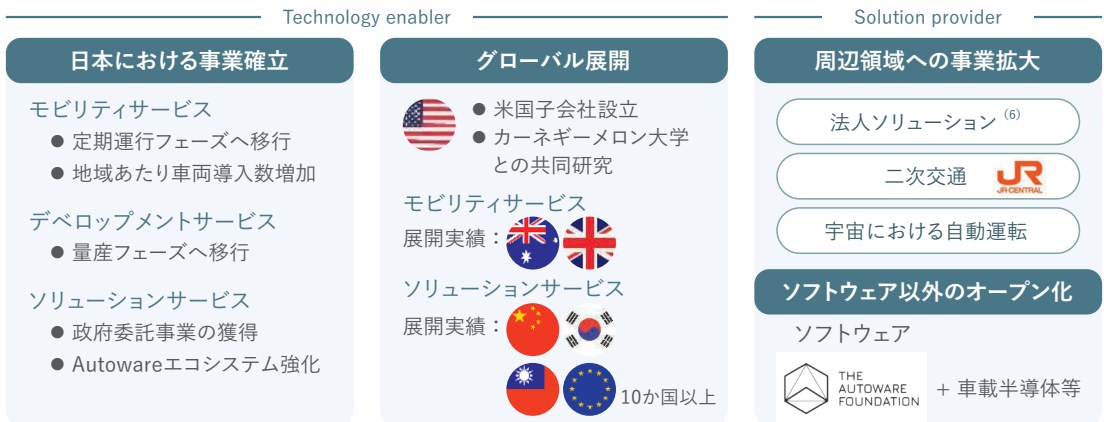 Technology enabler
Solution provider
日本における事業確立
モビリティサービス
● 定期運行フェーズへ移行
● 地域あたり車両導入数増加
デベロップメントサービス
● 量産フェーズへ移行
ソリューションサービス
● 政府委託事業の獲得
● Autowareエコシステム強化
グローバル展開
● 米国子会社設立
● カーネギーメロン大学
との共同研究
モビリティサービス
展開実績：
ソリューションサービス
展開実績：
10か国以上
周辺領域への事業拡大
法人ソリューション (6)
二次交通 JR JR-CENTRAL
宇宙における自動運転
ソフトウェア以外のオープン化
ソフトウェア
THE
AUTOWARE
FOUNDATION
+ 車載半導体等